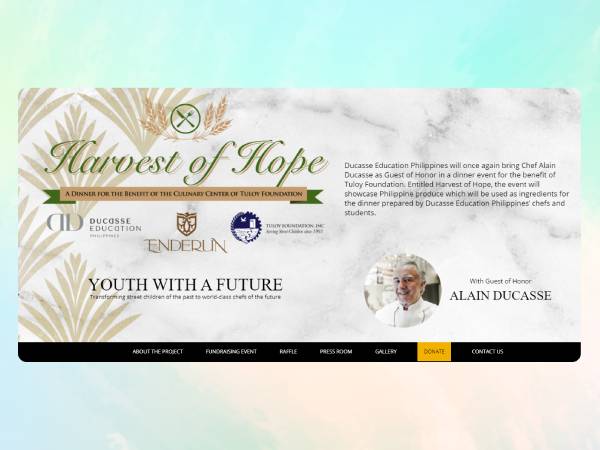 Harvest of Hope
A DINNER FOR THE BENEFIT OF THE CULINARY CENTER OF TULOY FOUNDATION
DUCASSE
EDUCATION
PHILIPPINES
ENDERUN
TULOY FOUNDATION, INC
Serving Street Children since 1993
YOUTH WITH A FUTURE
Transforming street children of the past to world-class chefs of the future
Ducasse Education Philippines will once again bring Chef Alain
Ducasse as Guest of Honor in a dinner event for the benefit of
Tuloy Foundation. Entitled Harvest of Hope, the event will
showcase Philippine produce which will be used as ingredients for
the dinner prepared by Ducasse Education Philippines' chefs and
students.
With Guest of Honor:
ALAIN DUCASSE
ABOUT THE PROJECT
FUNDRAISING EVENT
RAFFLE
PRESS ROOM
GALLERY
DONATE
CONTACT US